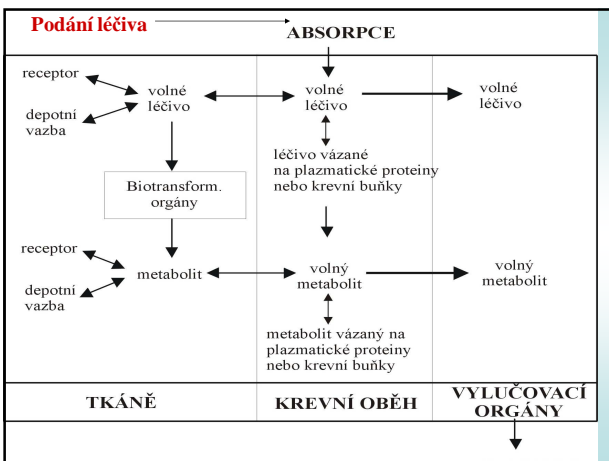 Podání léčiva
ABSORPCE
receptor
depotní
vazba
volné
léčivo
Biotransform.
orgány
receptor
depotní
vazba
metabolit
volné
léčivo
léčivo vázané
na plazmatické proteiny
nebo krevní buňky
volný
metabolit
metabolit vázaný na
plazmatické proteiny
nebo krevní buňky
volné
léčivo
volný
metabolit
TKÁNĚ
KREVNÍ OBĚH
VYLUČOVACÍ
ORGÁNY